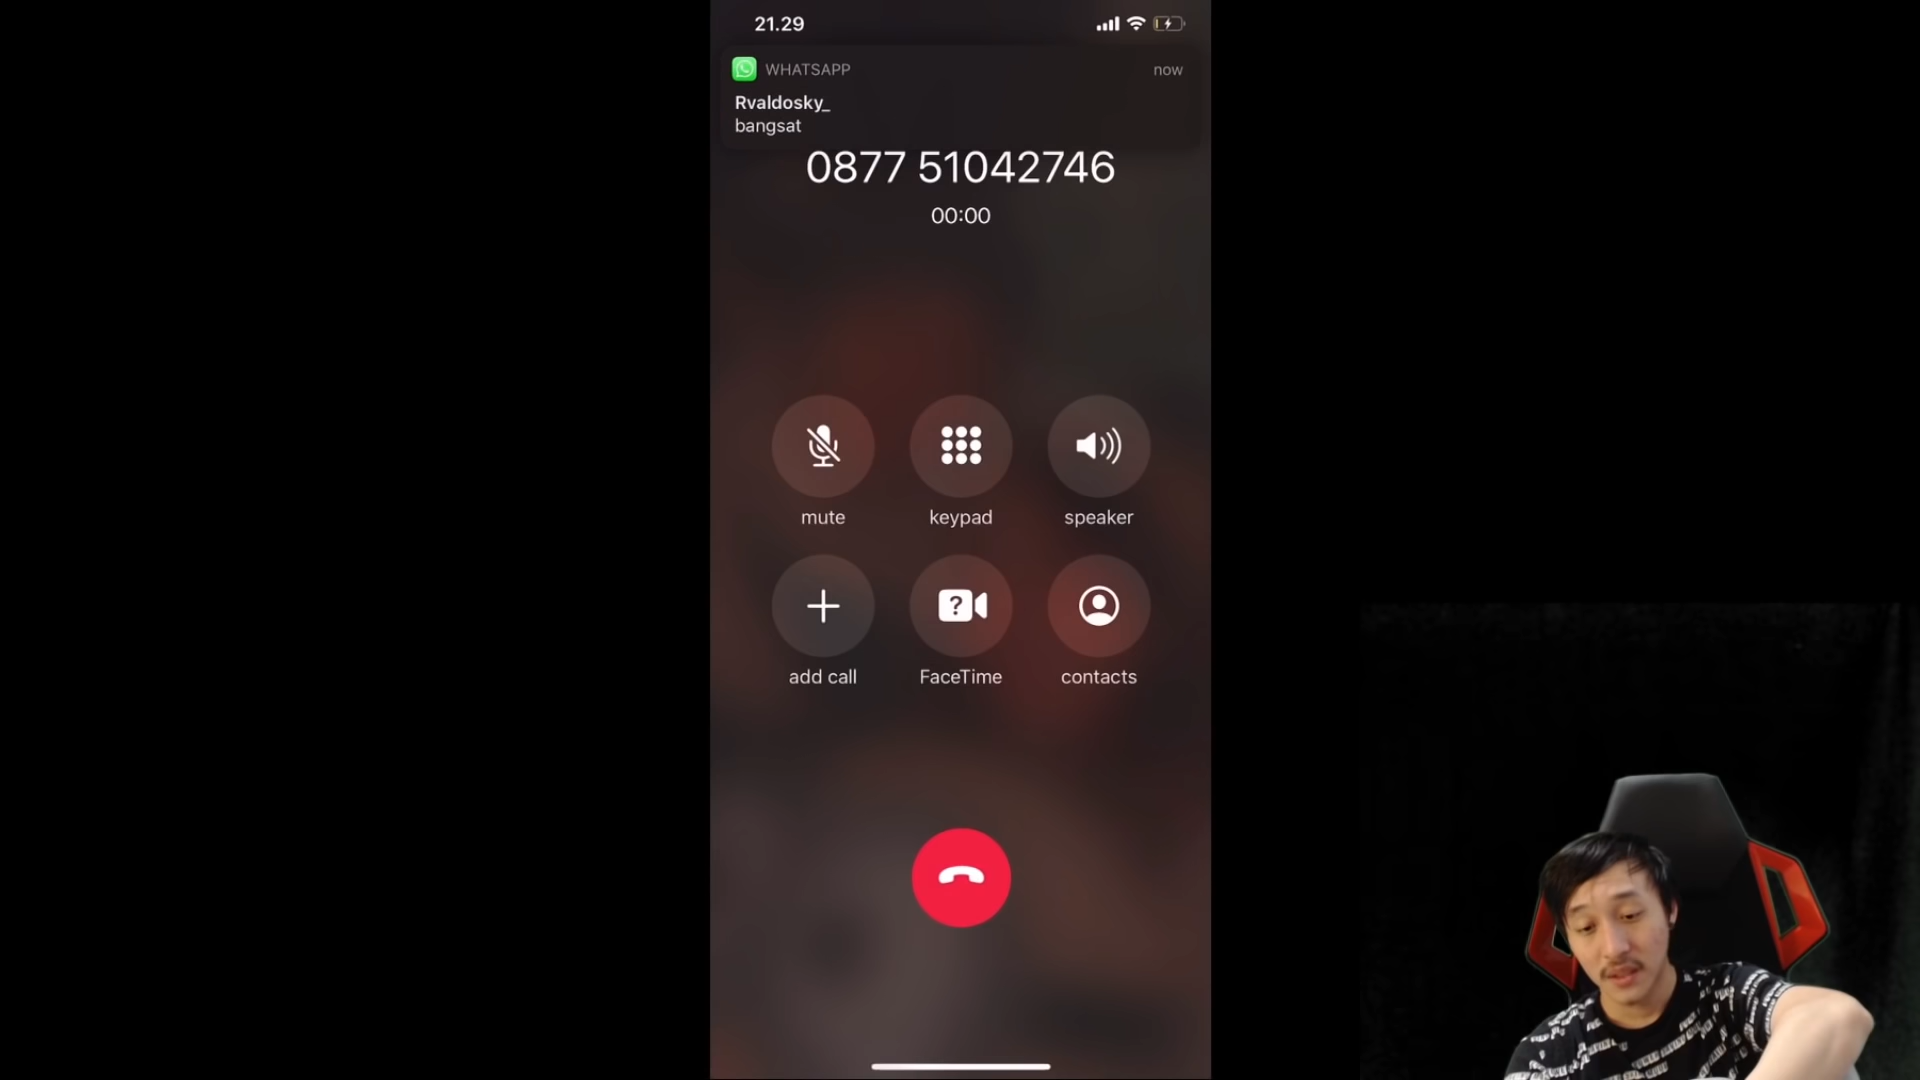 21.29
WHATSAPP
now
Rvaldosky_
bangsat
0877 51042746
00:00
mute
keypad
speaker
add call
FaceTime
contacts